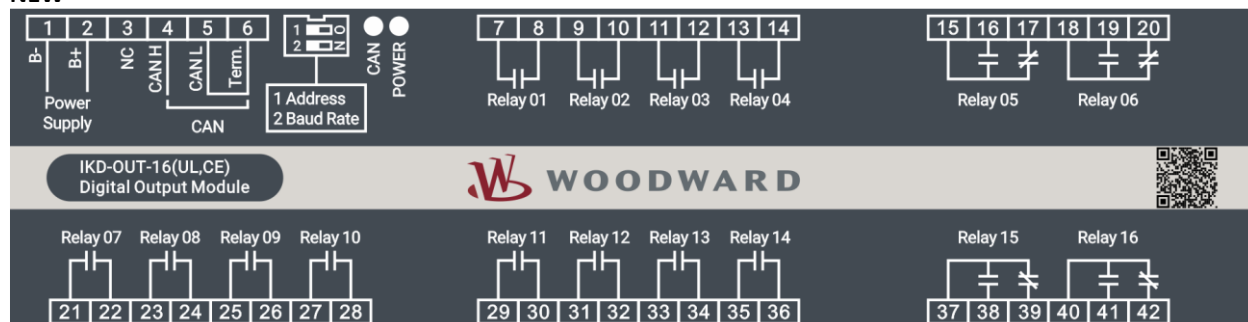 NEW
1 2 3 4 5 6
B- B+ NC CAN H CAN L Term.
Power
Supply
CAN
1 O
2 N
1 Address
2 Baud Rate
CAN POWER
7 8 9 10 11 12 13 14
Relay 01 Relay 02 Relay 03 Relay 04
15 16 17 18 19 20
Relay 05 Relay 06
IKD-OUT-16(UL,CE)
Digital Output Module
W WOODWARD
Relay 07 Relay 08 Relay 09 Relay 10
21 22 23 24 25 26 27 28
Relay 11 Relay 12 Relay 13 Relay 14
29 30 31 32 33 34 35 36
Relay 15 Relay 16
37 38 39 40 41 42